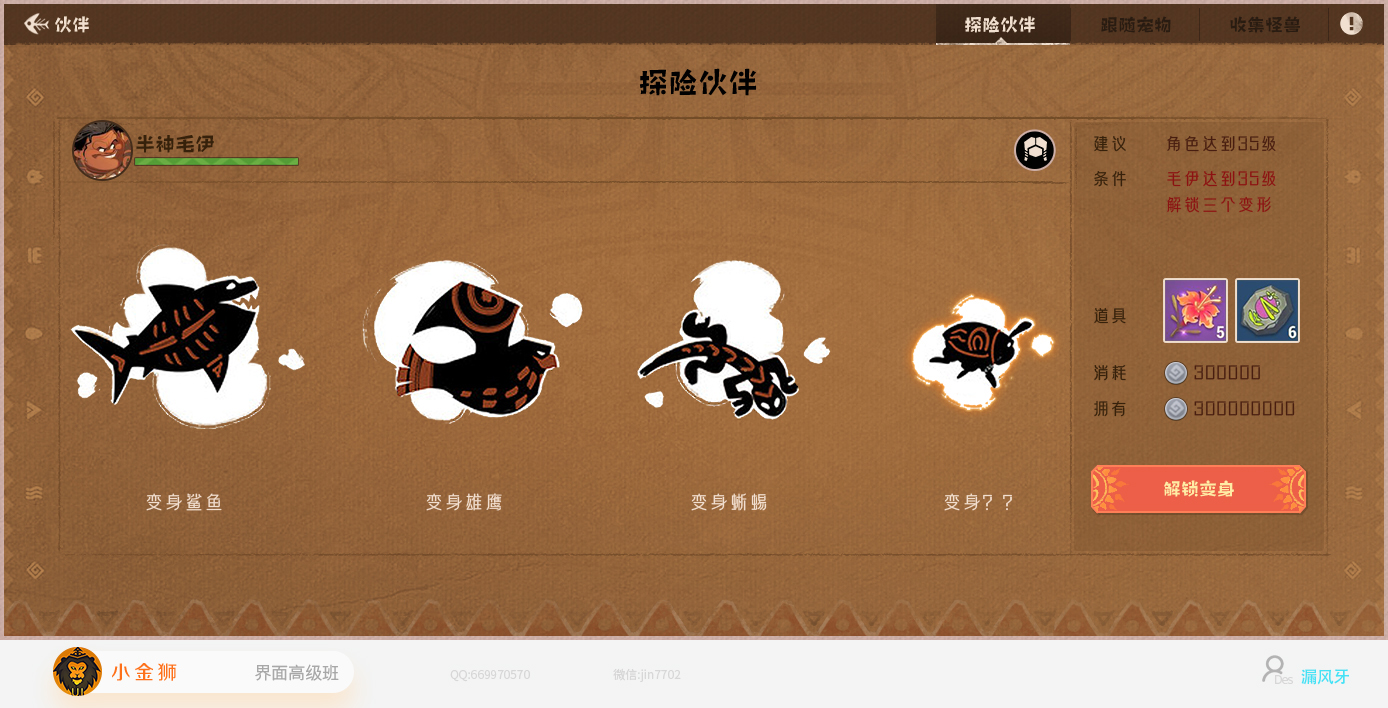 伙伴
探险伙伴
跟随宠物
收集怪兽
探险伙伴
半神毛伊
建议 角色达到35级
条件 毛伊达到35级
解锁三个变形
道具 5 6
消耗 300000
拥有 300000000
变身鲨鱼
变身雄鹰
变身蜥蜴
变身??
解锁变身
小金狮 界面高级班
QQ:669970570
微信:jin7702
Des 漏风牙